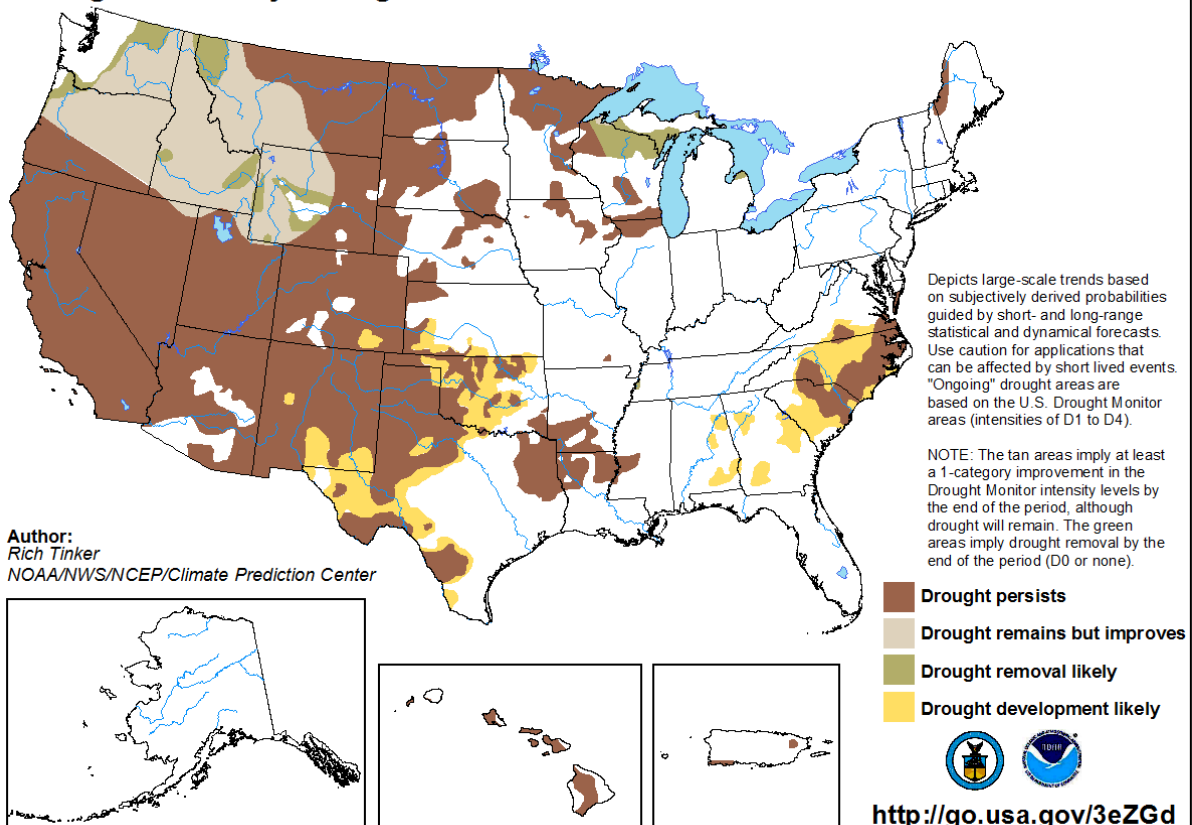 Depicts large-scale trends based
on subjectively derived probabilities
guided by short- and long-range
statistical and dynamical forecasts.
Use caution for applications that
can be affected by short lived events.
"Ongoing" drought areas are
based on the U.S. Drought Monitor
areas (intensities of D1 to D4).
NOTE: The tan areas imply at least
a 1-category improvement in the
Drought Monitor intensity levels by
the end of the period, although
drought will remain. The green
areas imply drought removal by the
end of the period (D0 or none).
Author:
Rich Tinker
NOAA/NWS/NCEP/Climate Prediction Center
Drought persists
Drought remains but improves
Drought removal likely
Drought development likely
NOAA
http://go.usa.gov/3eZGd